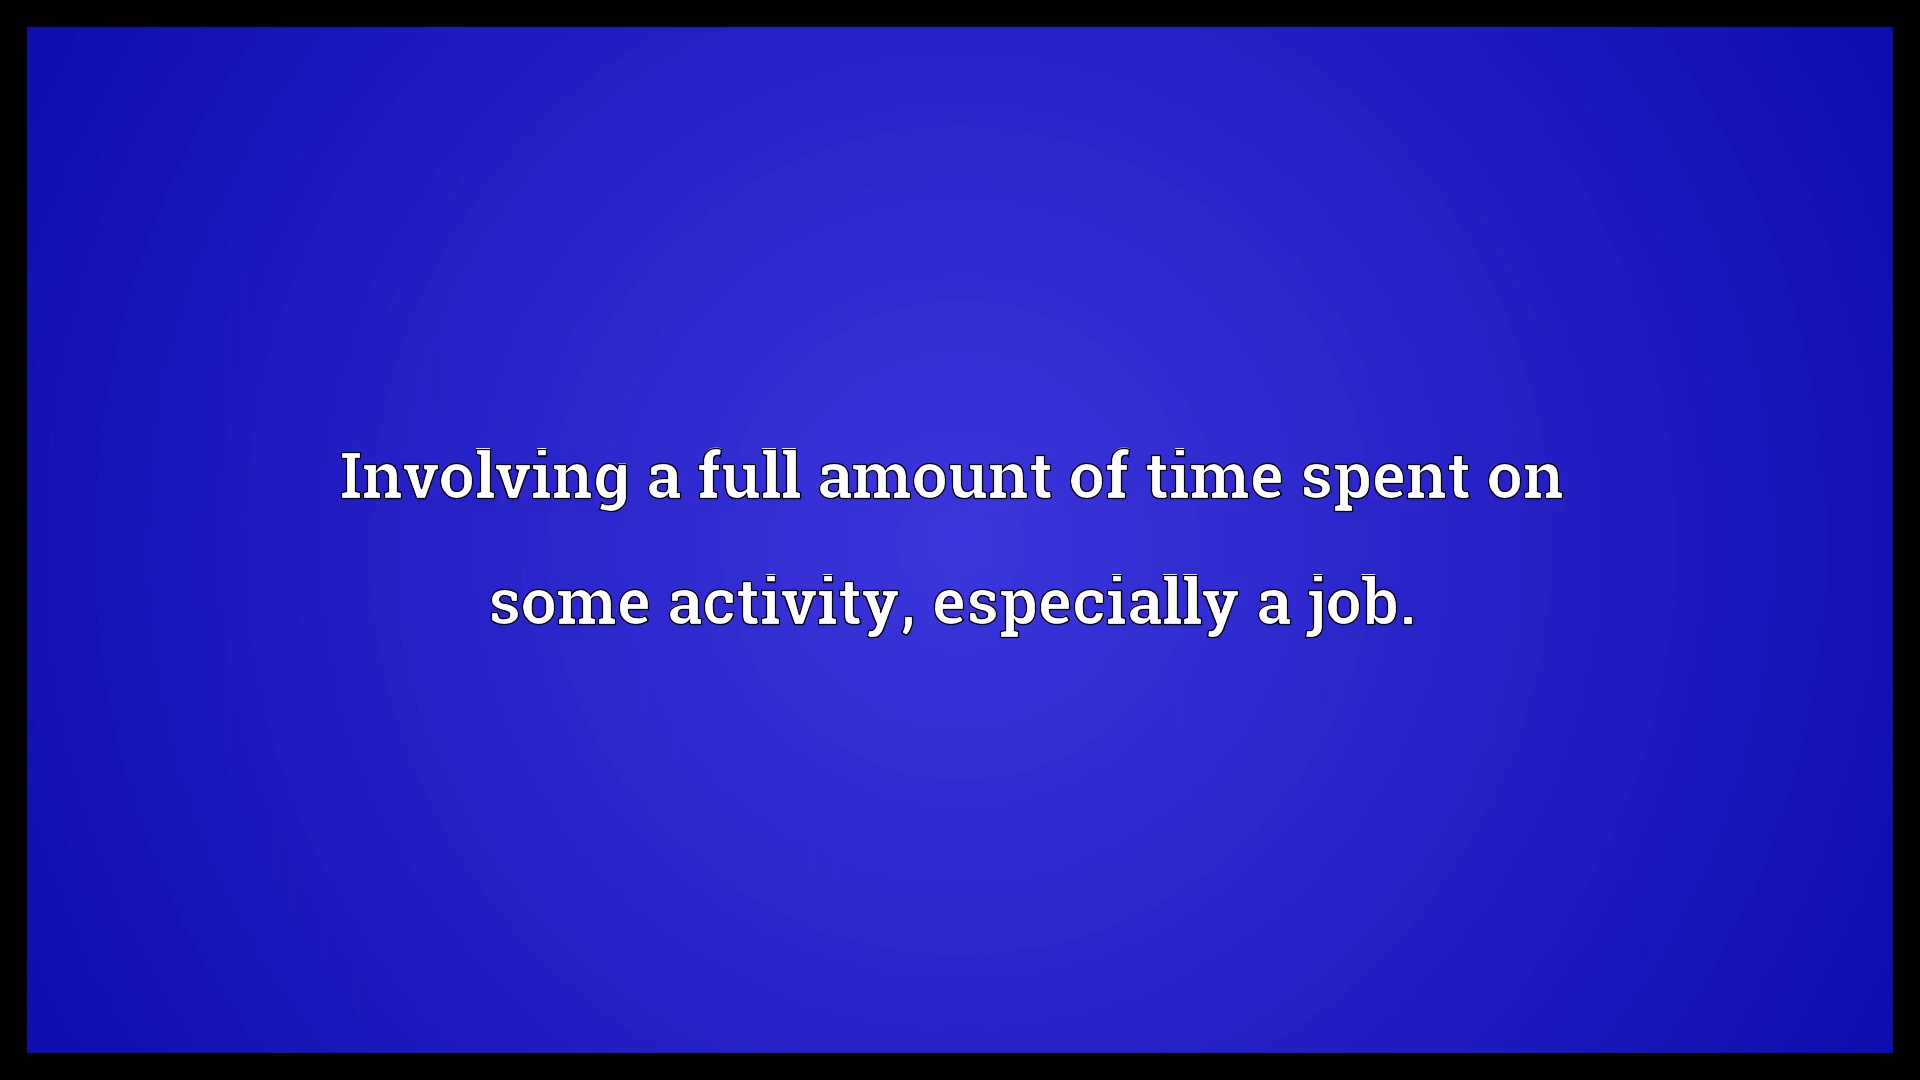 Involving a full amount of time spent on
some activity, especially a job.